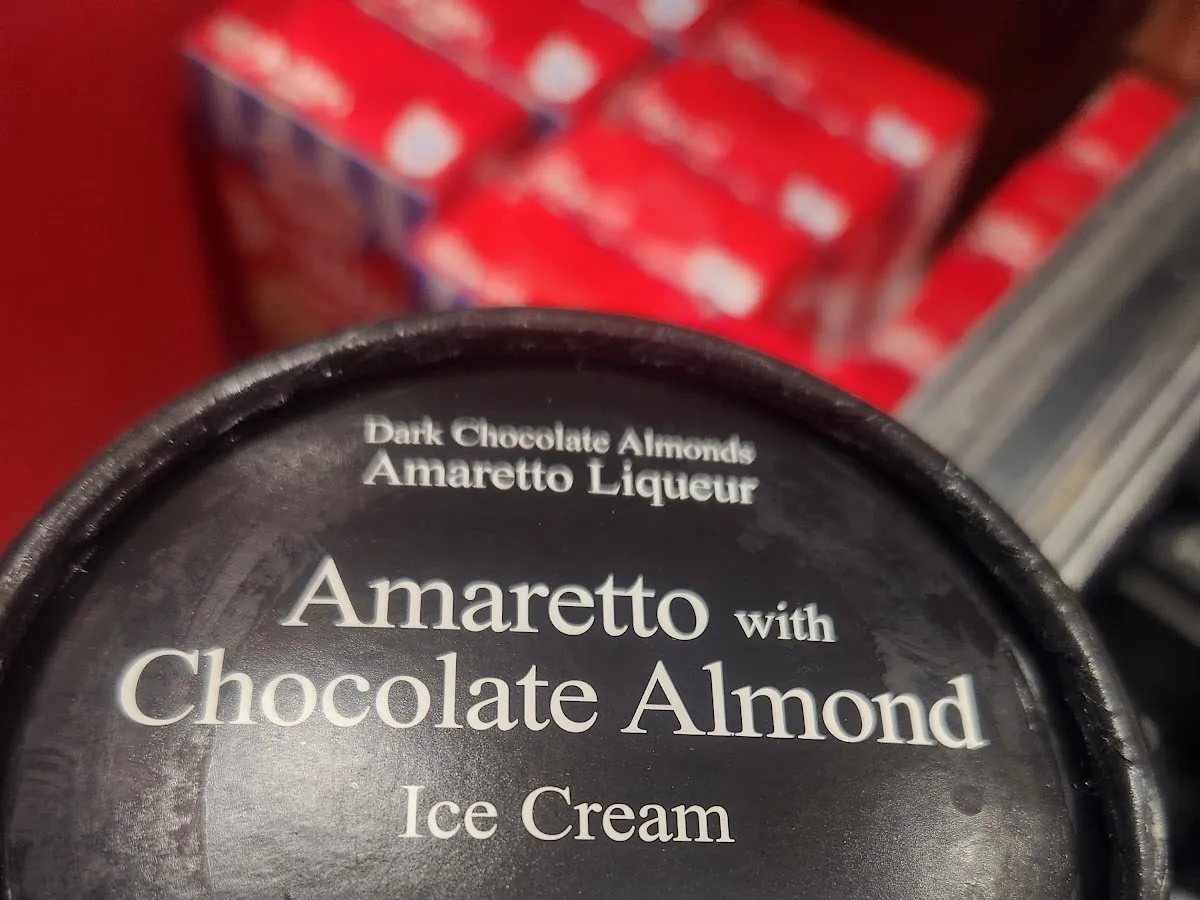 Dark Chocolate Almonds
Amaretto Liqueur
Amaretto with
Chocolate Almond
Ice Cream